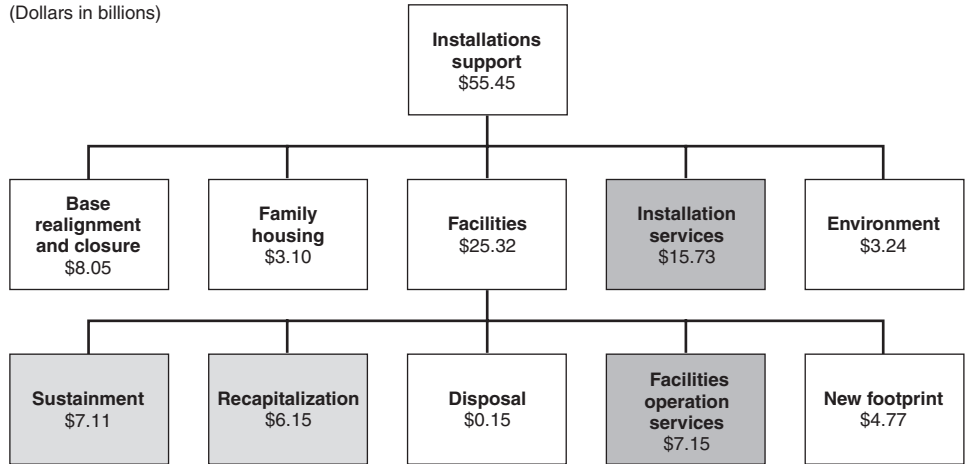 (Dollars in billions)
Installations
support
$55.45
Base
realignment
and closure
$8.05
Family
housing
$3.10
Facilities
$25.32
Installation
services
$15.73
Environment
$3.24
Sustainment
$7.11
Recapitalization
$6.15
Disposal
$0.15
Facilities
operation
services
$7.15
New footprint
$4.77